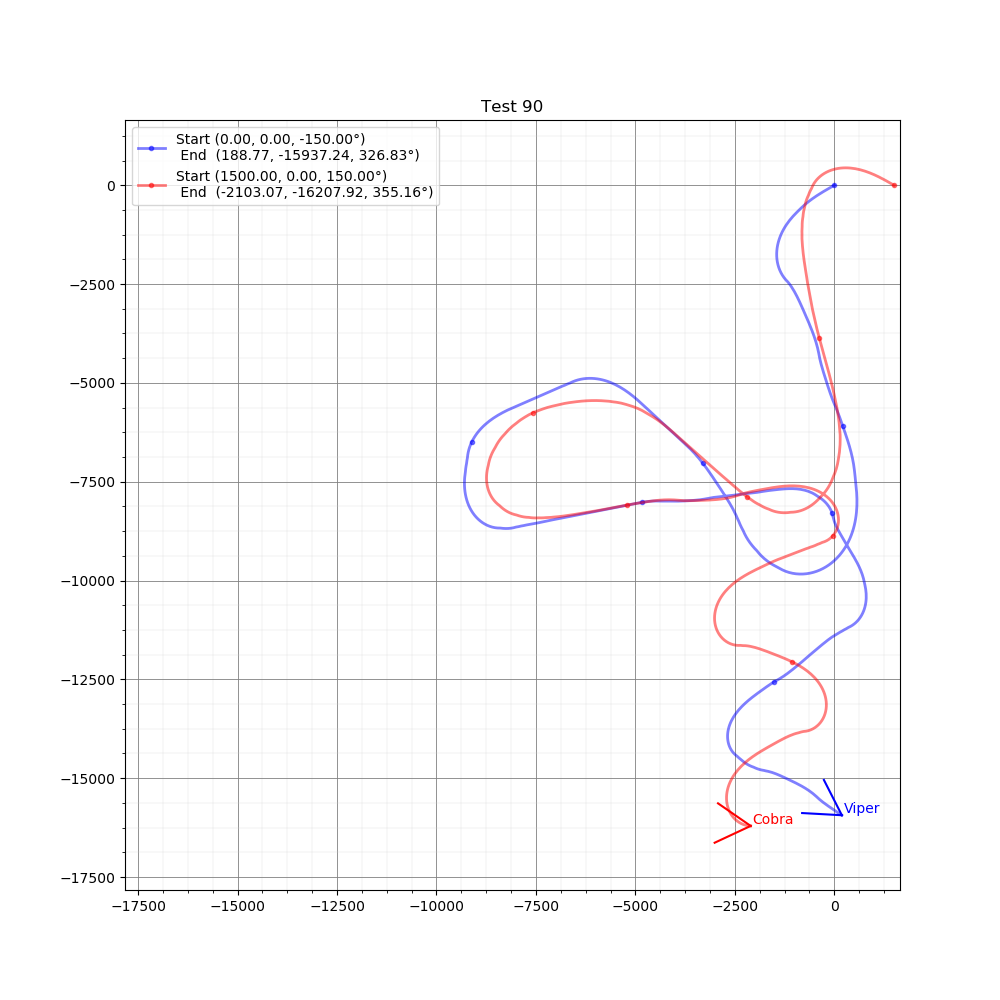 Test 90
Start (0.00, 0.00, -150.00°)
End  (188.77, -15937.24, 326.83°)
Start (1500.00, 0.00, 150.00°)
End  (-2103.07, -16207.92, 355.16°)
0
−2500
−5000
−7500
−10000
−12500
−15000
−17500
Viper
Cobra
−17500 −15000 −12500 −10000 −7500 −5000 −2500 0